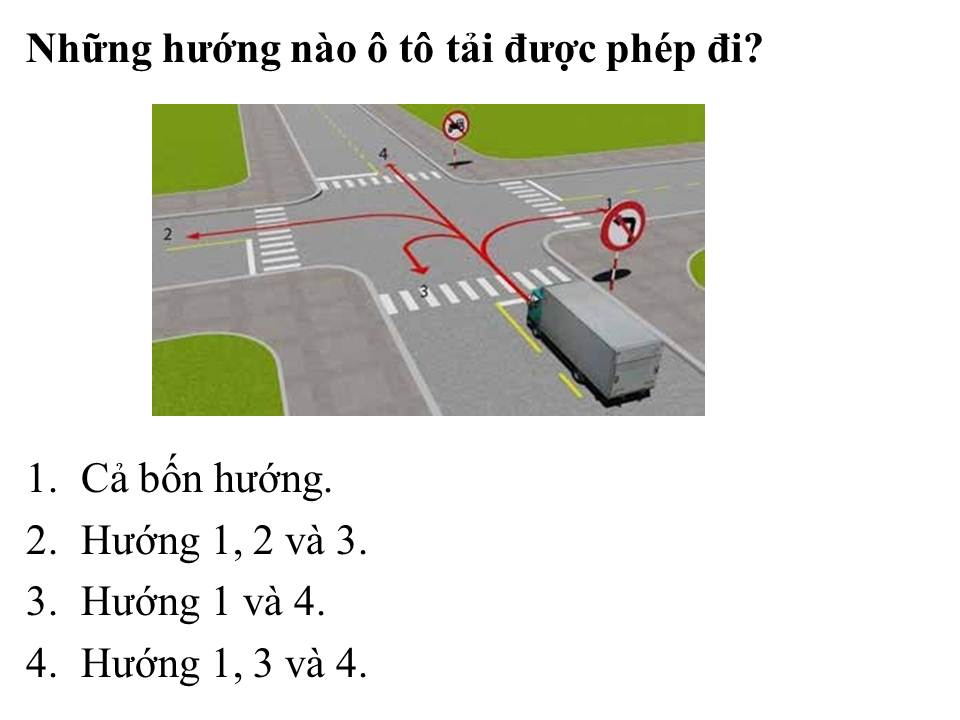 Những hướng nào ô tô tải được phép đi?
4
1
2
3
1. Cả bốn hướng.
2. Hướng 1, 2 và 3.
3. Hướng 1 và 4.
4. Hướng 1, 3 và 4.